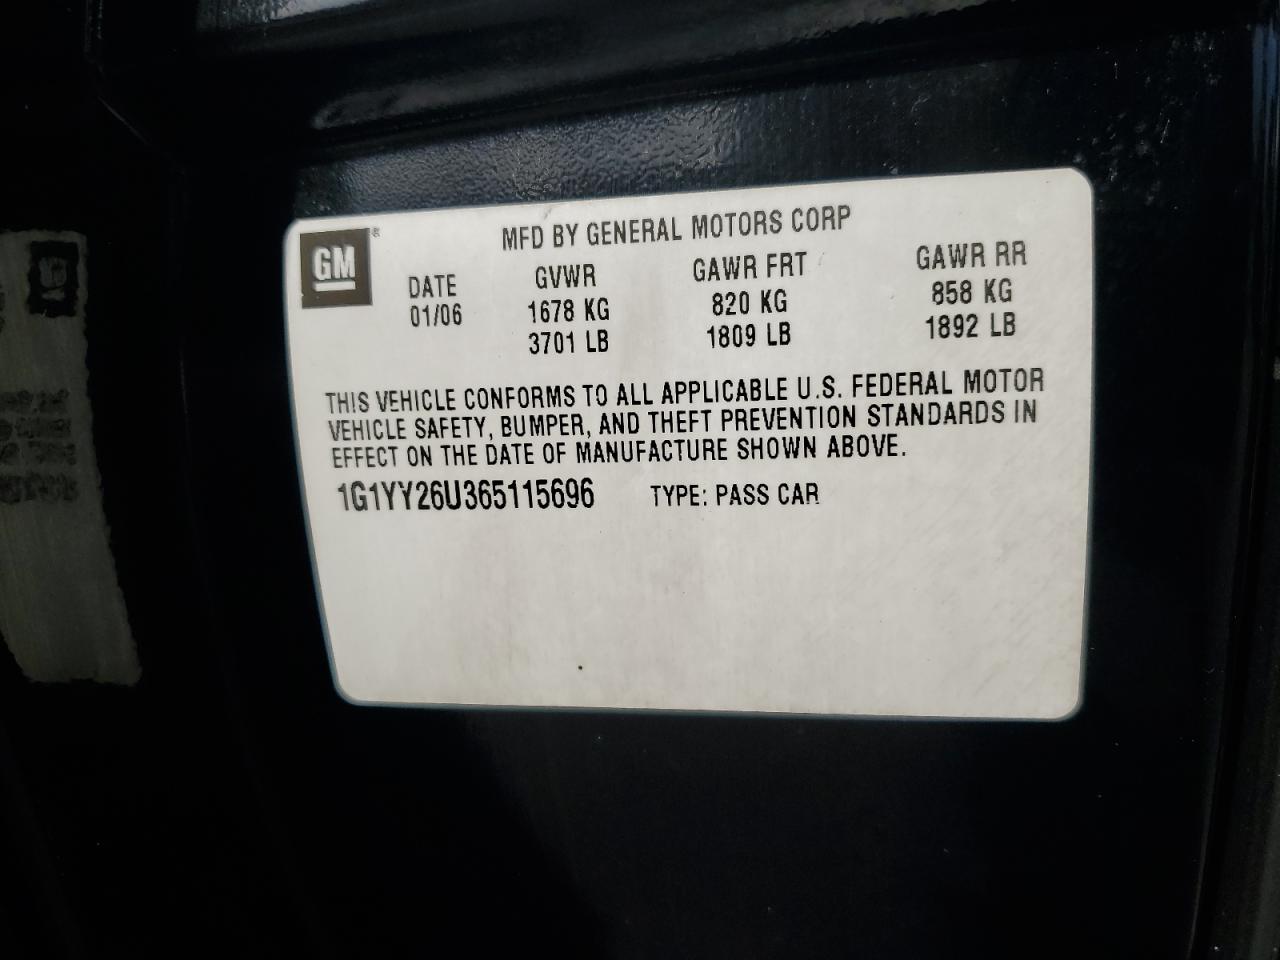 GM ®
MFD BY GENERAL MOTORS CORP
DATE GVWR GAWR FRT GAWR RR
01/06 1678 KG 820 KG 858 KG
3701 LB 1809 LB 1892 LB
THIS VEHICLE CONFORMS TO ALL APPLICABLE U.S. FEDERAL MOTOR
VEHICLE SAFETY, BUMPER, AND THEFT PREVENTION STANDARDS IN
EFFECT ON THE DATE OF MANUFACTURE SHOWN ABOVE.
1G1YY26U365115696 TYPE: PASS CAR